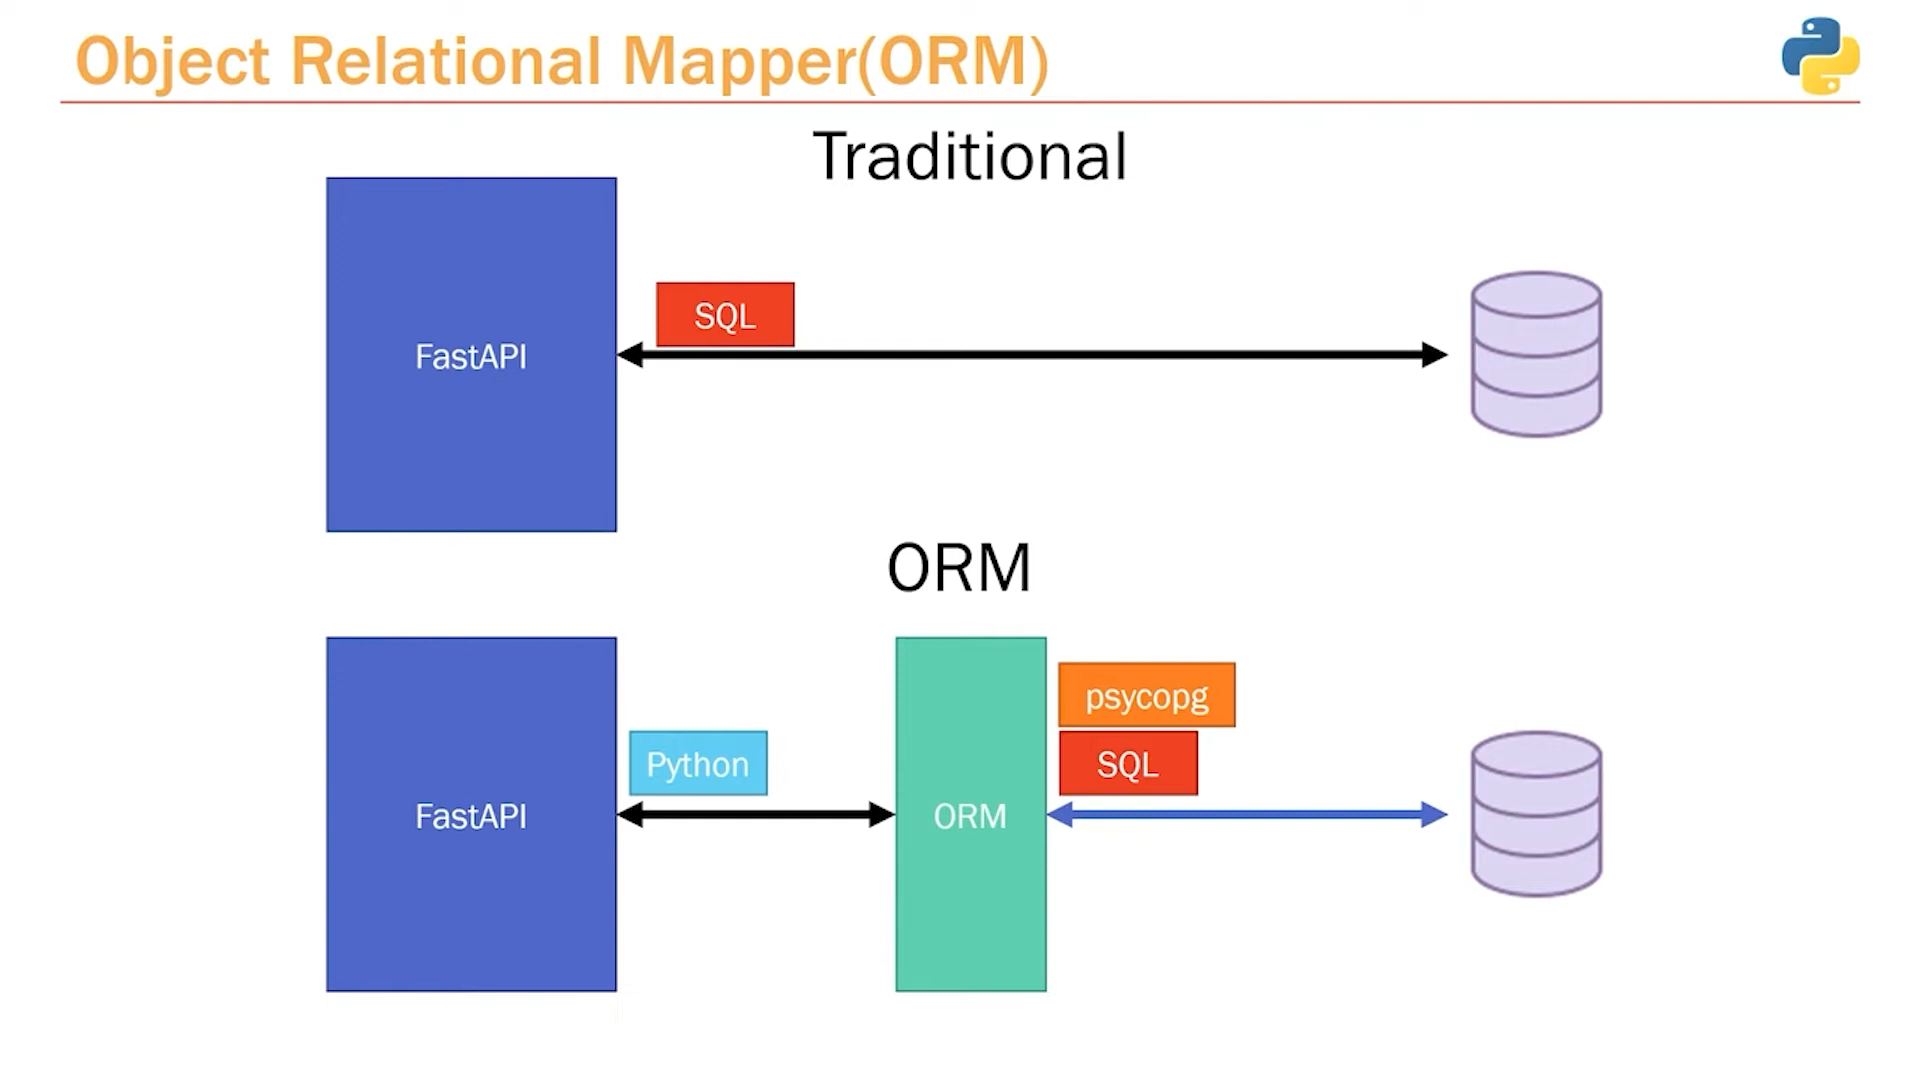 Object Relational Mapper(ORM)
Traditional
SQL
FastAPI
ORM
psycopg
Python
SQL
FastAPI
ORM